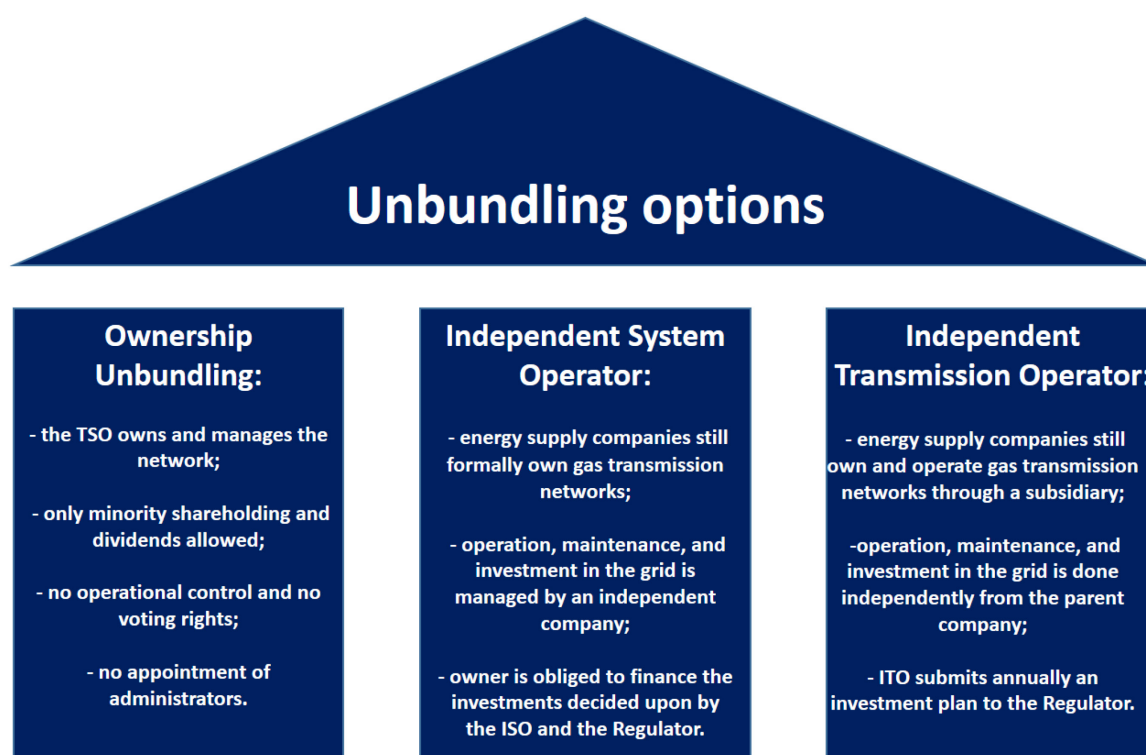 Unbundling options
Ownership
Unbundling:
- the TSO owns and manages the
network;
- only minority shareholding and
dividends allowed;
- no operational control and no
voting rights;
- no appointment of
administrators.
Independent System
Operator:
- energy supply companies still
formally own gas transmission
networks;
- operation, maintenance, and
investment in the grid is
managed by an independent
company;
- owner is obliged to finance the
investments decided upon by
the ISO and the Regulator.
Independent
Transmission Operator:
- energy supply companies still
own and operate gas transmission
networks through a subsidiary;
-operation, maintenance, and
investment in the grid is done
independently from the parent
company;
- ITO submits annually an
investment plan to the Regulator.